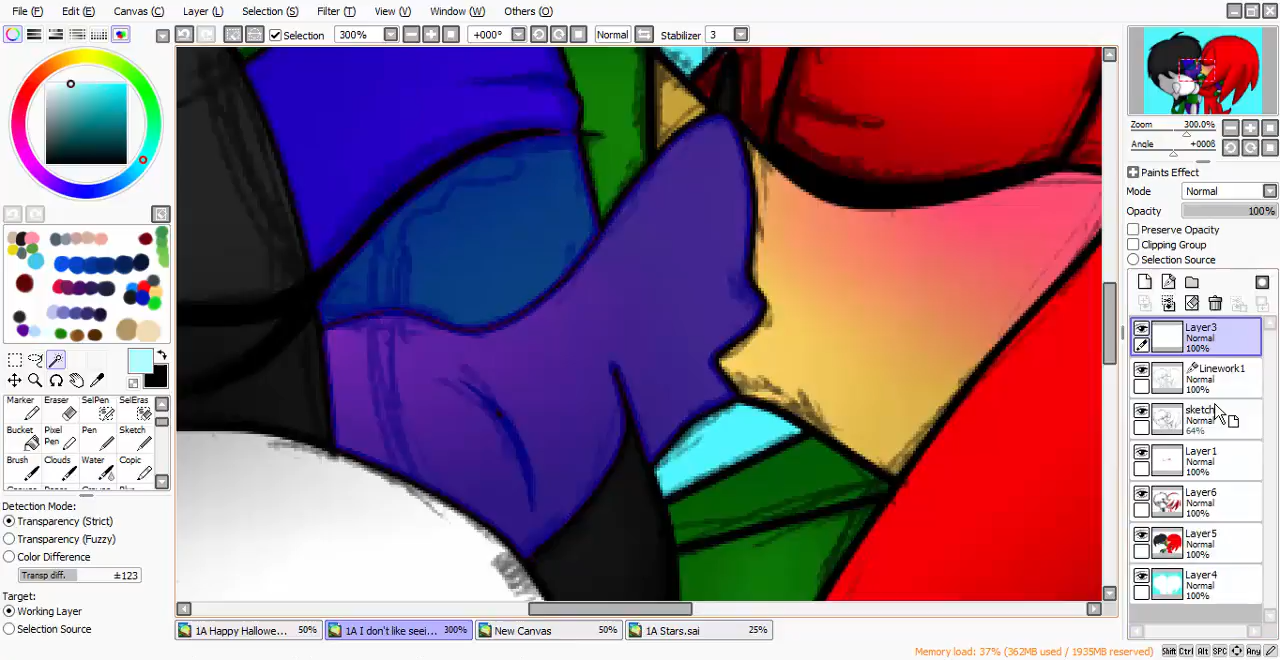 File (F) Edit (E) Canvas (C) Layer (L) Selection (S) Filter (T) View (V) Window (W) Others (O)
Selection 300% +000° Normal Stabilizer 3
Zoom 300.0%
Angle
Paints Effect
Mode Normal
Opacity 100%
Preserve Opacity
Clipping Group
Selection Source
Layer3
Normal
100%
Linework1
Normal
100%
sketch
Normal
64%
Layer1
Normal
100%
Layer6
Normal
100%
Layer5
Normal
100%
Layer4
Normal
100%
Marker Eraser SelPen SelEras
Bucket Pixel Pen Pen Sketch
Brush Clouds Water Copic
Detection Mode:
Transparency (Strict)
Transparency (Fuzzy)
Color Difference
Transp diff. ±123
Target:
Working Layer
Selection Source
1A Happy Hallowe... 50% 1A I don't like seei... 300% New Canvas 50% 1A Stars.sai 25%
Memory load: 37% (362MB used / 1935MB reserved) Shift Ctrl Alt SPC Any